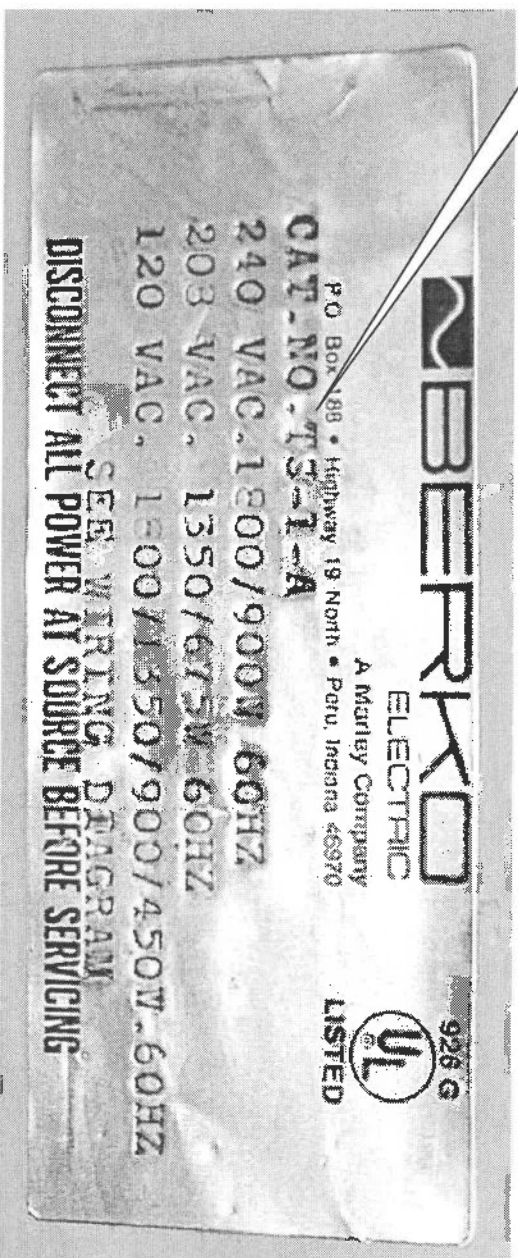 BERKO
ELECTRIC
A Marley Company
P.O Box 188 • Highway 19 North • Peru, Indiana 46970
926 G
UL
LISTED
CAT-NO. TS-1-A
240 VAC. 1800/900W 60HZ
208 VAC. 1350/675W 60HZ
120 VAC. 1800/1350/900/450W-60HZ
SEE WIRING DIAGRAM
DISCONNECT ALL POWER AT SOURCE BEFORE SERVICING